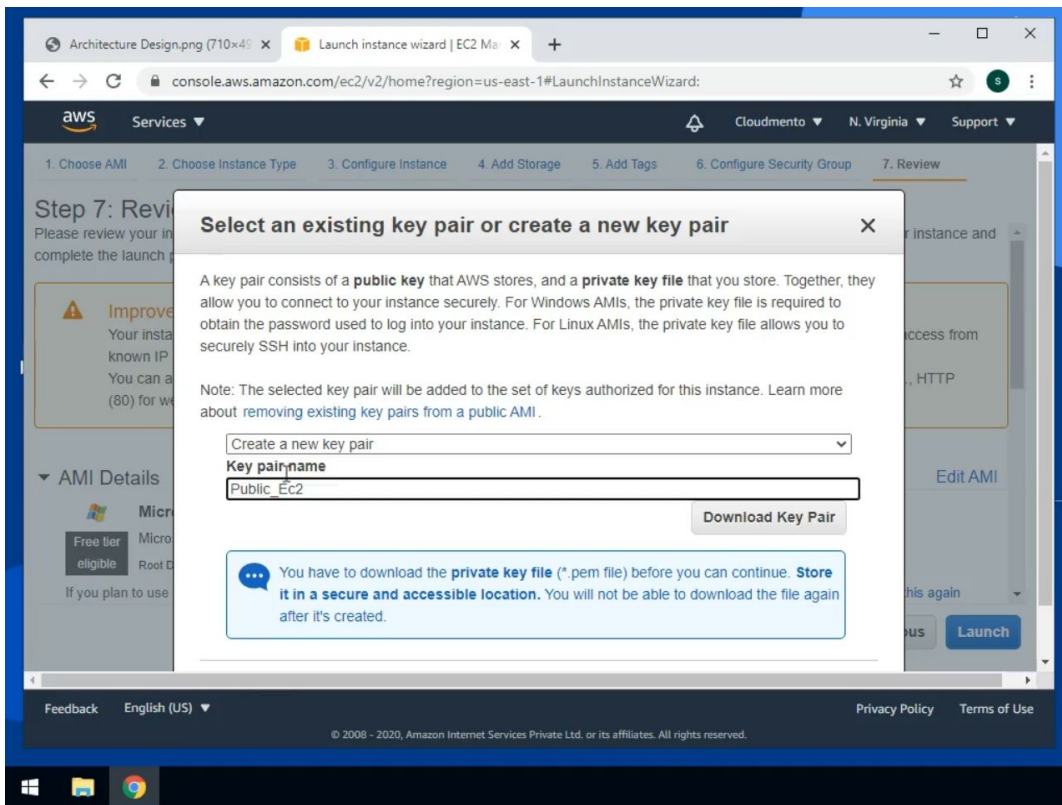 Architecture Design.png (710×49
Launch instance wizard | EC2 Ma
console.aws.amazon.com/ec2/v2/home?region=us-east-1#LaunchInstanceWizard:
S
aws Services Cloudmento N. Virginia Support
1. Choose AMI 2. Choose Instance Type 3. Configure Instance 4. Add Storage 5. Add Tags 6. Configure Security Group 7. Review
Step 7: Revi
Please review your in r instance and
complete the launch p
Improve
Your insta access from
known IP
You can a ., HTTP
(80) for we
AMI Details Edit AMI
Micr
Free tier Micro
eligible Root D
If you plan to use this again
ous Launch
Select an existing key pair or create a new key pair
A key pair consists of a public key that AWS stores, and a private key file that you store. Together, they
allow you to connect to your instance securely. For Windows AMIs, the private key file is required to
obtain the password used to log into your instance. For Linux AMIs, the private key file allows you to
securely SSH into your instance.
Note: The selected key pair will be added to the set of keys authorized for this instance. Learn more
about removing existing key pairs from a public AMI .
Create a new key pair
Key pair name
Public_Ec2
Download Key Pair
You have to download the private key file (*.pem file) before you can continue. Store
it in a secure and accessible location. You will not be able to download the file again
after it's created.
Feedback English (US) Privacy Policy Terms of Use
© 2008 - 2020, Amazon Internet Services Private Ltd. or its affiliates. All rights reserved.